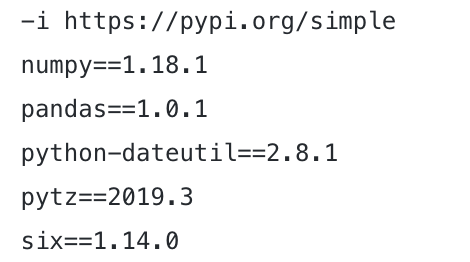 -i https://pypi.org/simple
numpy==1.18.1
pandas==1.0.1
python-dateutil==2.8.1
pytz==2019.3
six==1.14.0